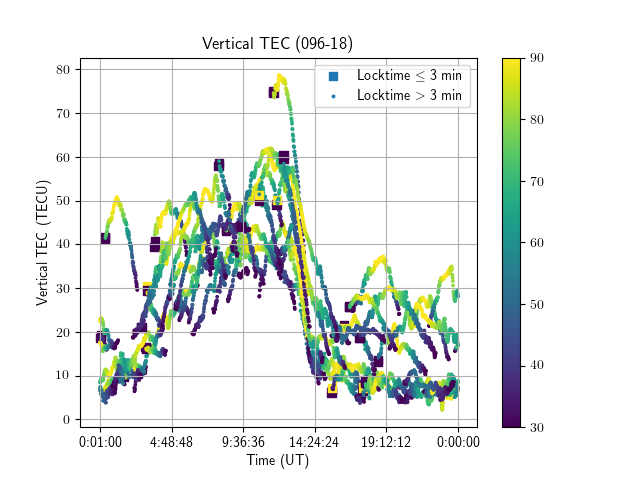 Vertical TEC (096-18)
Locktime ≤ 3 min
Locktime > 3 min
Vertical TEC (TECU)
80
70
60
50
40
30
20
10
0
0:01:00 4:48:48 9:36:36 14:24:24 19:12:12 0:00:00
Time (UT)
90
80
70
60
50
40
30